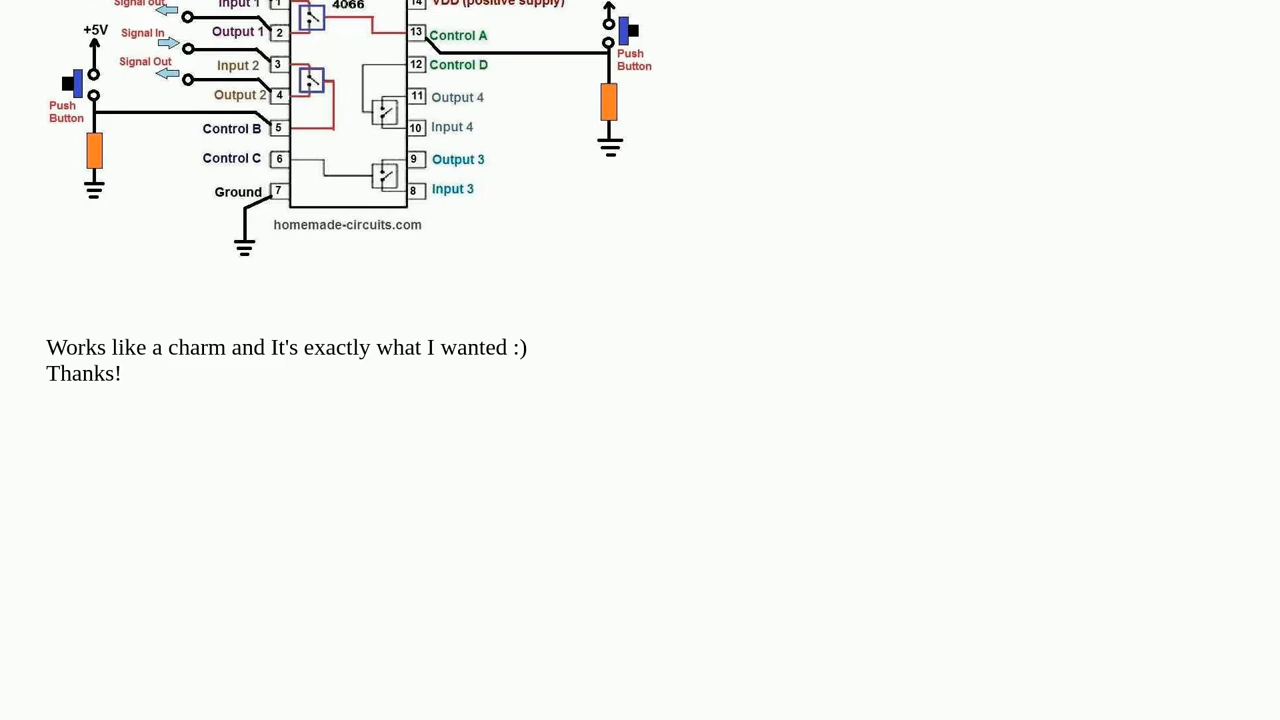 Signal out
Input 1
1
4066
14
VDD (positive supply)
+5V
Signal In
Output 1
2
13
Control A
Signal Out
Input 2
3
12
Control D
Push
Button
Output 2
4
11
Output 4
Push
Button
Control B
5
10
Input 4
Control C
6
9
Output 3
Ground
7
8
Input 3
homemade-circuits.com
Works like a charm and It's exactly what I wanted :)
Thanks!